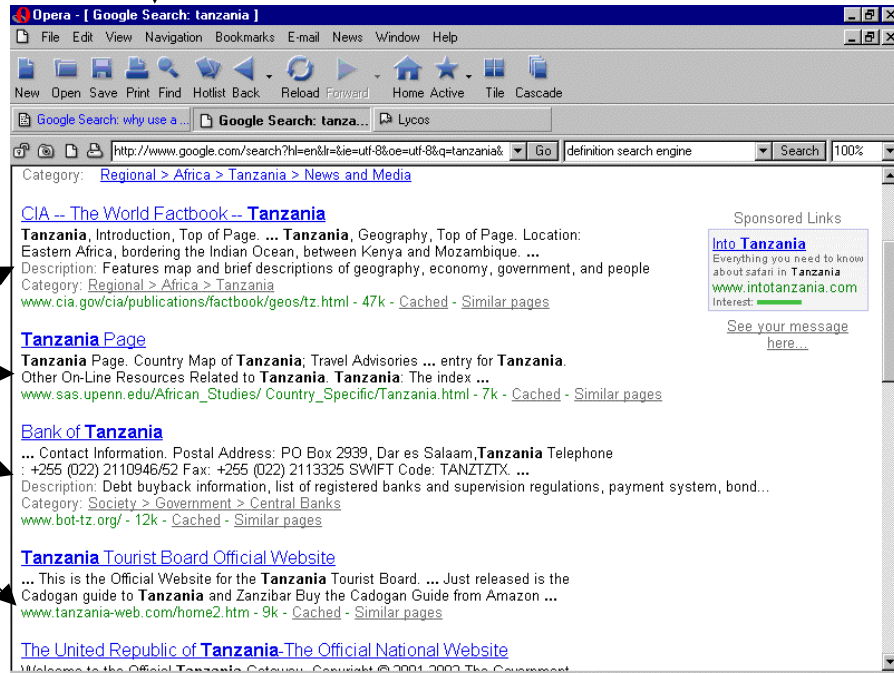 Opera - [ Google Search: tanzania ]
File Edit View Navigation Bookmarks E-mail News Window Help
New Open Save Print Find Hotlist Back Reload Forward Home Active Tile Cascade
Google Search: why use a ... Google Search: tanza... Lycos
http://www.google.com/search?hl=en&lr=&ie=utf-8&oe=utf-8&q=tanzania& Go definition search engine Search 100%
Category: Regional > Africa > Tanzania > News and Media
CIA -- The World Factbook -- Tanzania
Tanzania, Introduction, Top of Page. ... Tanzania, Geography, Top of Page. Location:
Eastern Africa, bordering the Indian Ocean, between Kenya and Mozambique. ...
Description: Features map and brief descriptions of geography, economy, government, and people
Category: Regional > Africa > Tanzania
www.cia.gov/cia/publications/factbook/geos/tz.html - 47k - Cached - Similar pages
Sponsored Links
Into Tanzania
Everything you need to know
about safari in Tanzania
www.intotanzania.com
Interest:
See your message
here...
Tanzania Page
Tanzania Page. Country Map of Tanzania; Travel Advisories ... entry for Tanzania.
Other On-Line Resources Related to Tanzania. Tanzania: The index ...
www.sas.upenn.edu/African_Studies/ Country_Specific/Tanzania.html - 7k - Cached - Similar pages
Bank of Tanzania
... Contact Information. Postal Address: PO Box 2939, Dar es Salaam,Tanzania Telephone
: +255 (022) 2110946/52 Fax: +255 (022) 2113325 SWIFT Code: TANZTZTX. ...
Description: Debt buyback information, list of registered banks and supervision regulations, payment system, bond...
Category: Society > Government > Central Banks
www.bot-tz.org/ - 12k - Cached - Similar pages
Tanzania Tourist Board Official Website
... This is the Official Website for the Tanzania Tourist Board. ... Just released is the
Cadogan guide to Tanzania and Zanzibar Buy the Cadogan Guide from Amazon ...
www.tanzania-web.com/home2.htm - 9k - Cached - Similar pages
The United Republic of Tanzania-The Official National Website
Welcome to the Official Tanzania Gateway. Copyright © 2001-2002 The Government